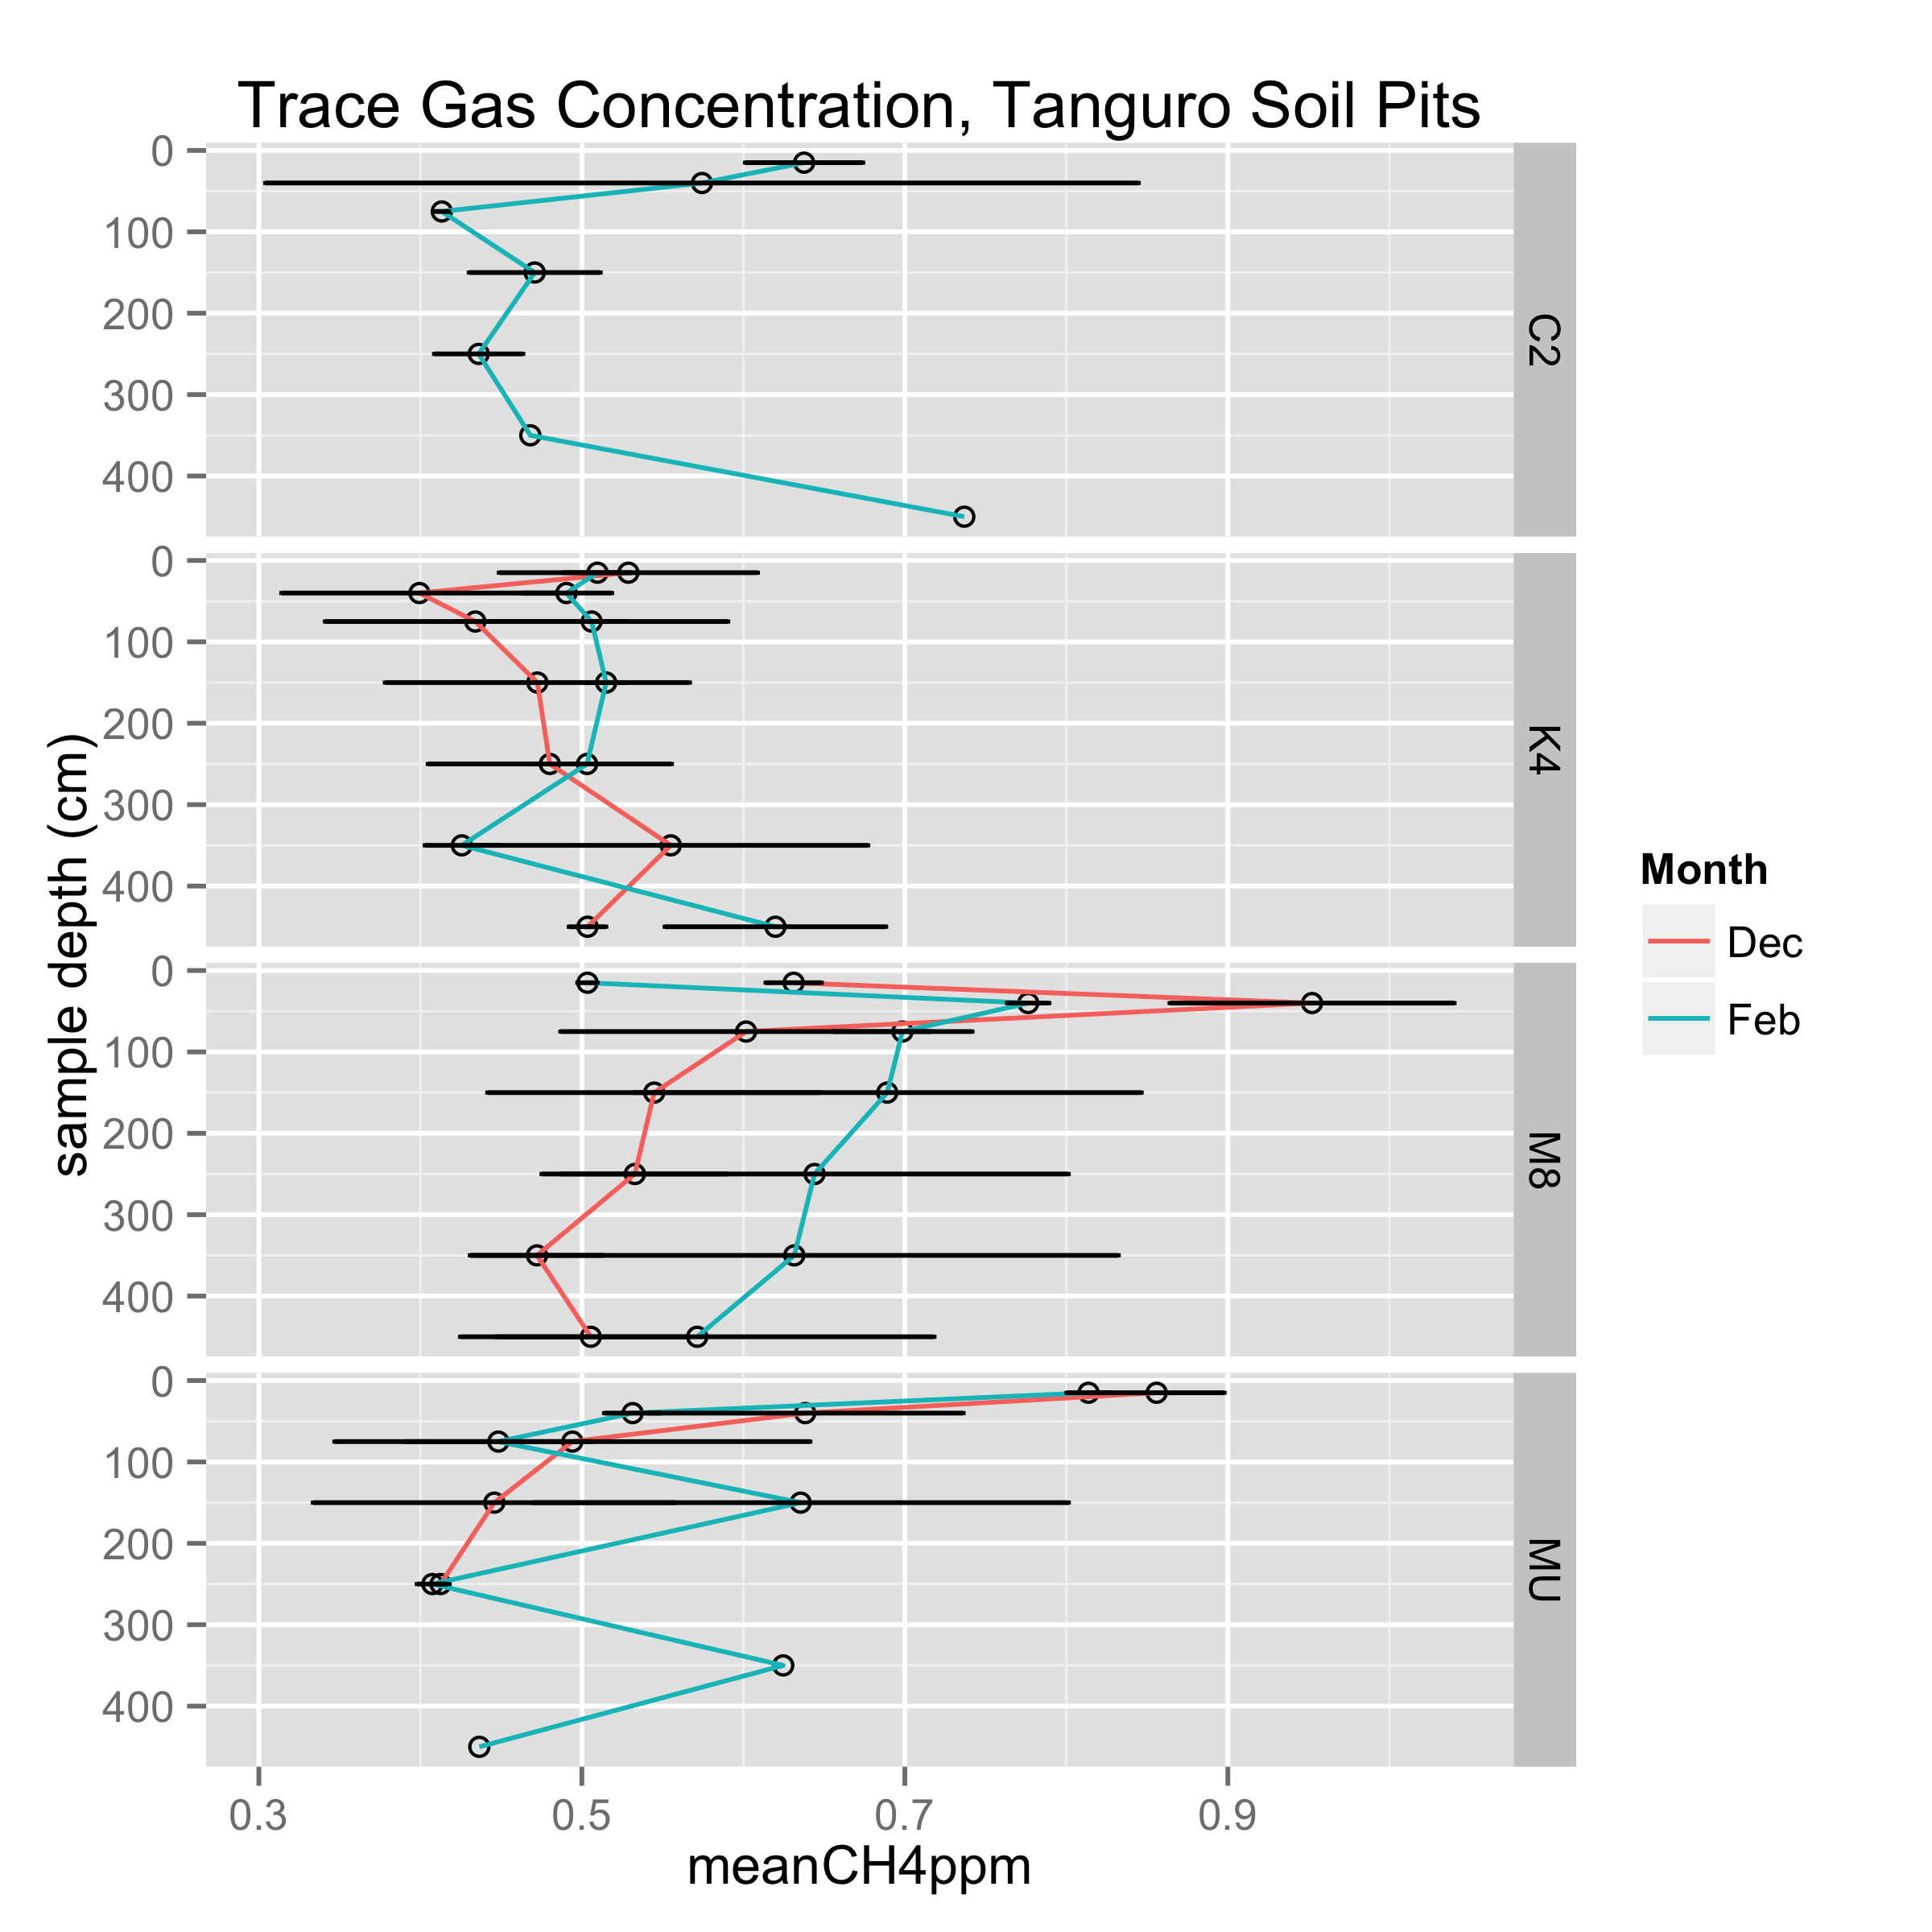 Trace Gas Concentration, Tanguro Soil Pits
sample depth (cm)
0
100
200
300
400
C2
0
100
200
300
400
K4
0
100
200
300
400
M8
0
100
200
300
400
MU
0.3 0.5 0.7 0.9
meanCH4ppm
Month
Dec
Feb